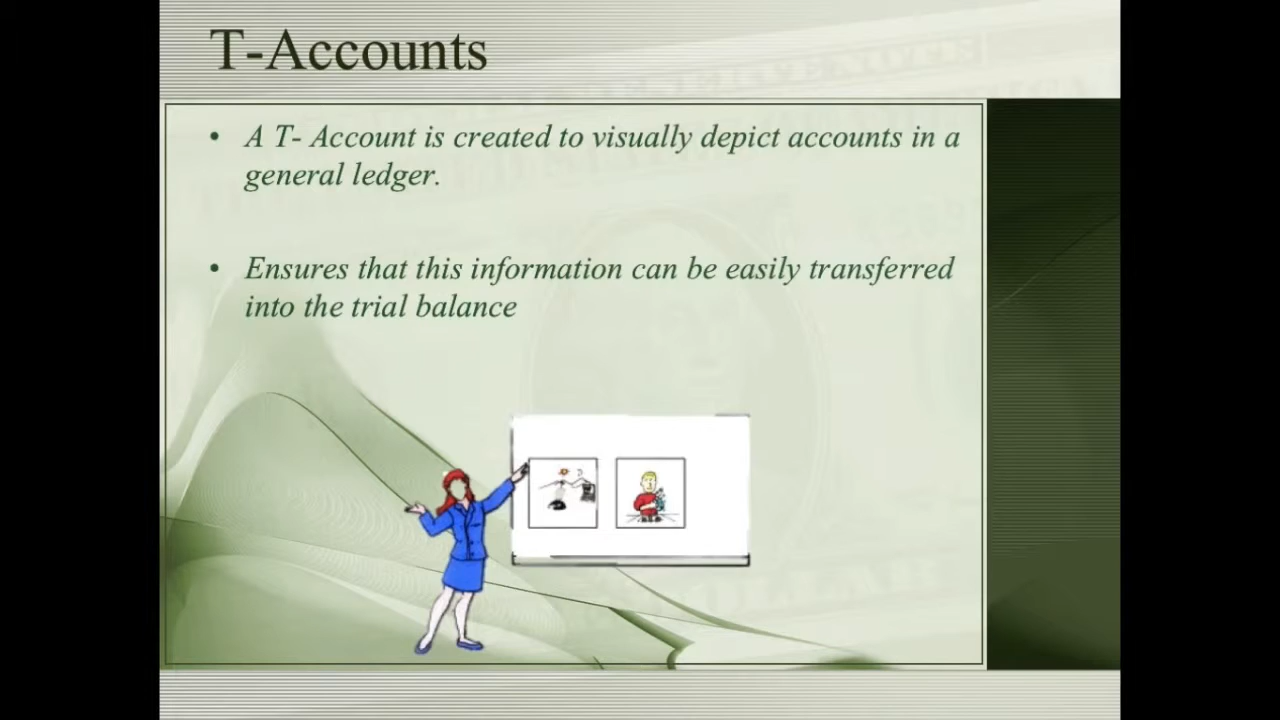 T-Accounts
• A T- Account is created to visually depict accounts in a
general ledger.
• Ensures that this information can be easily transferred
into the trial balance